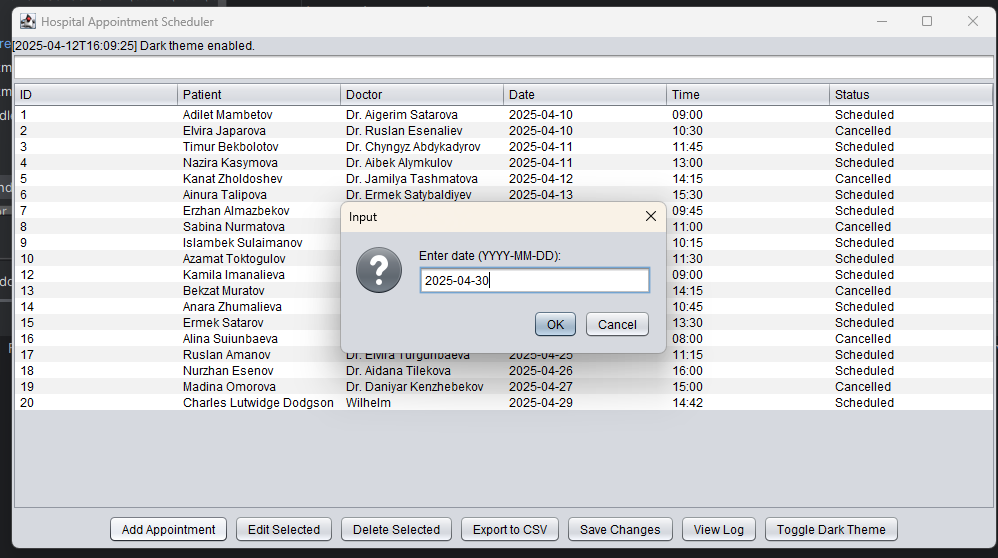 Hospital Appointment Scheduler
[2025-04-12T16:09:25] Dark theme enabled.
ID Patient Doctor Date Time Status
1 Adilet Mambetov Dr. Aigerim Satarova 2025-04-10 09:00 Scheduled
2 Elvira Japarova Dr. Ruslan Esenaliev 2025-04-10 10:30 Cancelled
3 Timur Bekbolotov Dr. Chyngyz Abdykadyrov 2025-04-11 11:45 Scheduled
4 Nazira Kasymova Dr. Aibek Alymkulov 2025-04-11 13:00 Scheduled
5 Kanat Zholdoshev Dr. Jamilya Tashmatova 2025-04-12 14:15 Cancelled
6 Ainura Talipova Dr. Ermek Satybaldiyev 2025-04-13 15:30 Scheduled
7 Erzhan Almazbekov 09:45 Scheduled
8 Sabina Nurmatova 11:00 Cancelled
9 Islambek Sulaimanov 10:15 Scheduled
10 Azamat Toktogulov 11:30 Scheduled
12 Kamila Imanalieva 09:00 Scheduled
13 Bekzat Muratov 14:15 Cancelled
14 Anara Zhumalieva 10:45 Scheduled
15 Ermek Satarov 13:30 Scheduled
16 Alina Suiunbaeva 08:00 Cancelled
17 Ruslan Amanov Dr. Elvira Turgunbaeva 2025-04-25 11:15 Scheduled
18 Nurzhan Esenov Dr. Aidana Tilekova 2025-04-26 16:00 Scheduled
19 Madina Omorova Dr. Daniyar Kenzhebekov 2025-04-27 15:00 Cancelled
20 Charles Lutwidge Dodgson Wilhelm 2025-04-29 14:42 Scheduled
Input
Enter date (YYYY-MM-DD):
2025-04-30
OK Cancel
Add Appointment Edit Selected Delete Selected Export to CSV Save Changes View Log Toggle Dark Theme